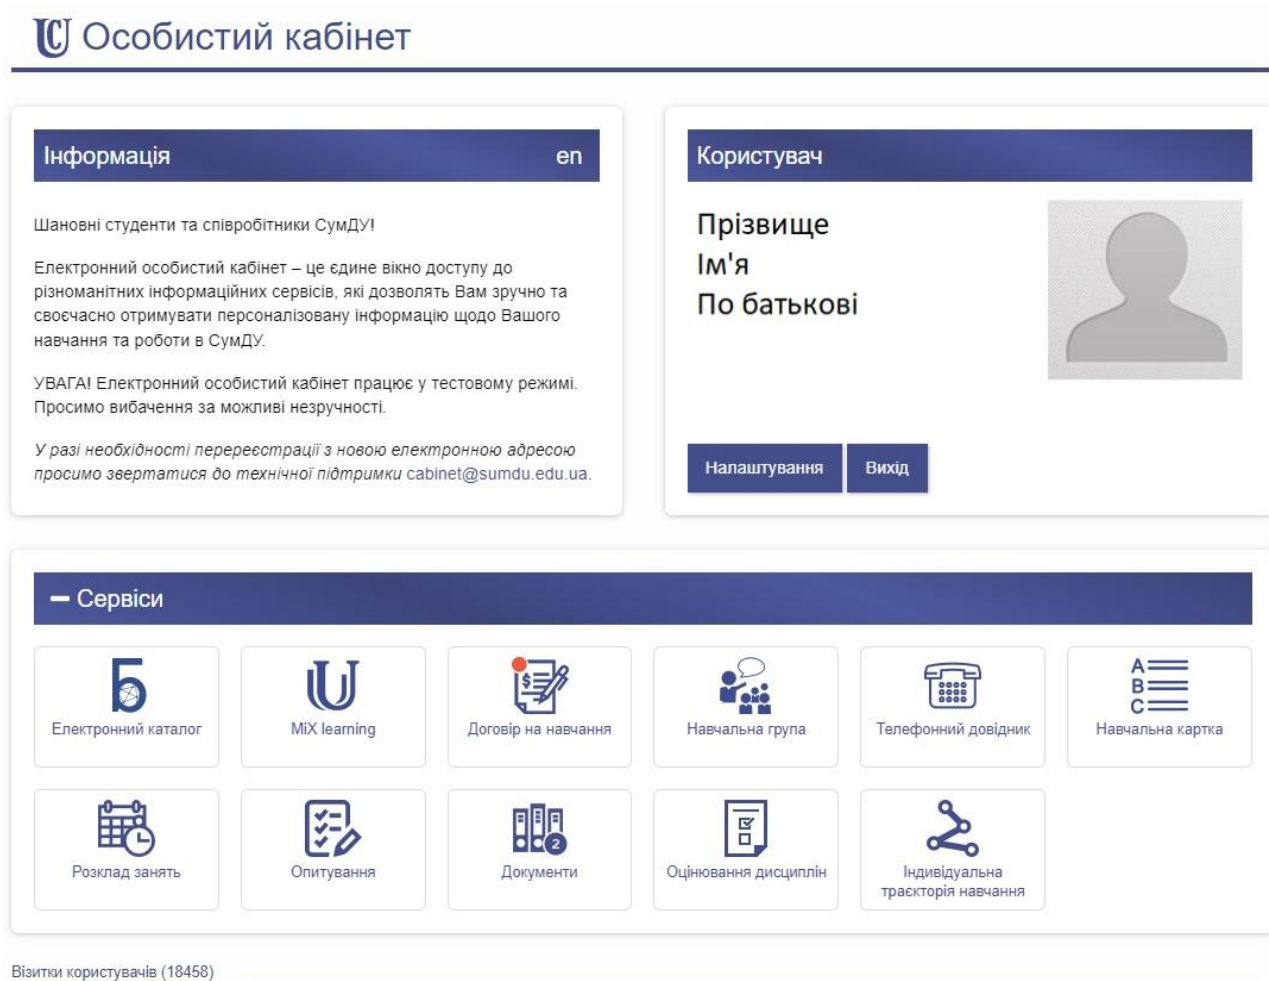 Особистий кабінет
Інформація en
Шановні студенти та співробітники СумДУ!
Електронний особистий кабінет – це єдине вікно доступу до
різноманітних інформаційних сервісів, які дозволять Вам зручно та
своєчасно отримувати персоналізовану інформацію щодо Вашого
навчання та роботи в СумДУ.
УВАГА! Електронний особистий кабінет працює у тестовому режимі.
Просимо вибачення за можливі незручності.
У разі необхідності перереєстрації з новою електронною адресою
просимо звертатися до технічної підтримки cabinet@sumdu.edu.ua.
Користувач
Прізвище
Ім'я
По батькові
Налаштування Вихід
Сервіси
Електронний каталог
MiX learning
Договір на навчання
Навчальна група
Телефонний довідник
A
B
C
Навчальна картка
Розклад занять
Опитування
2
Документи
Оцінювання дисциплін
Індивідуальна
траєкторія навчання
Візитки користувачів (18458)